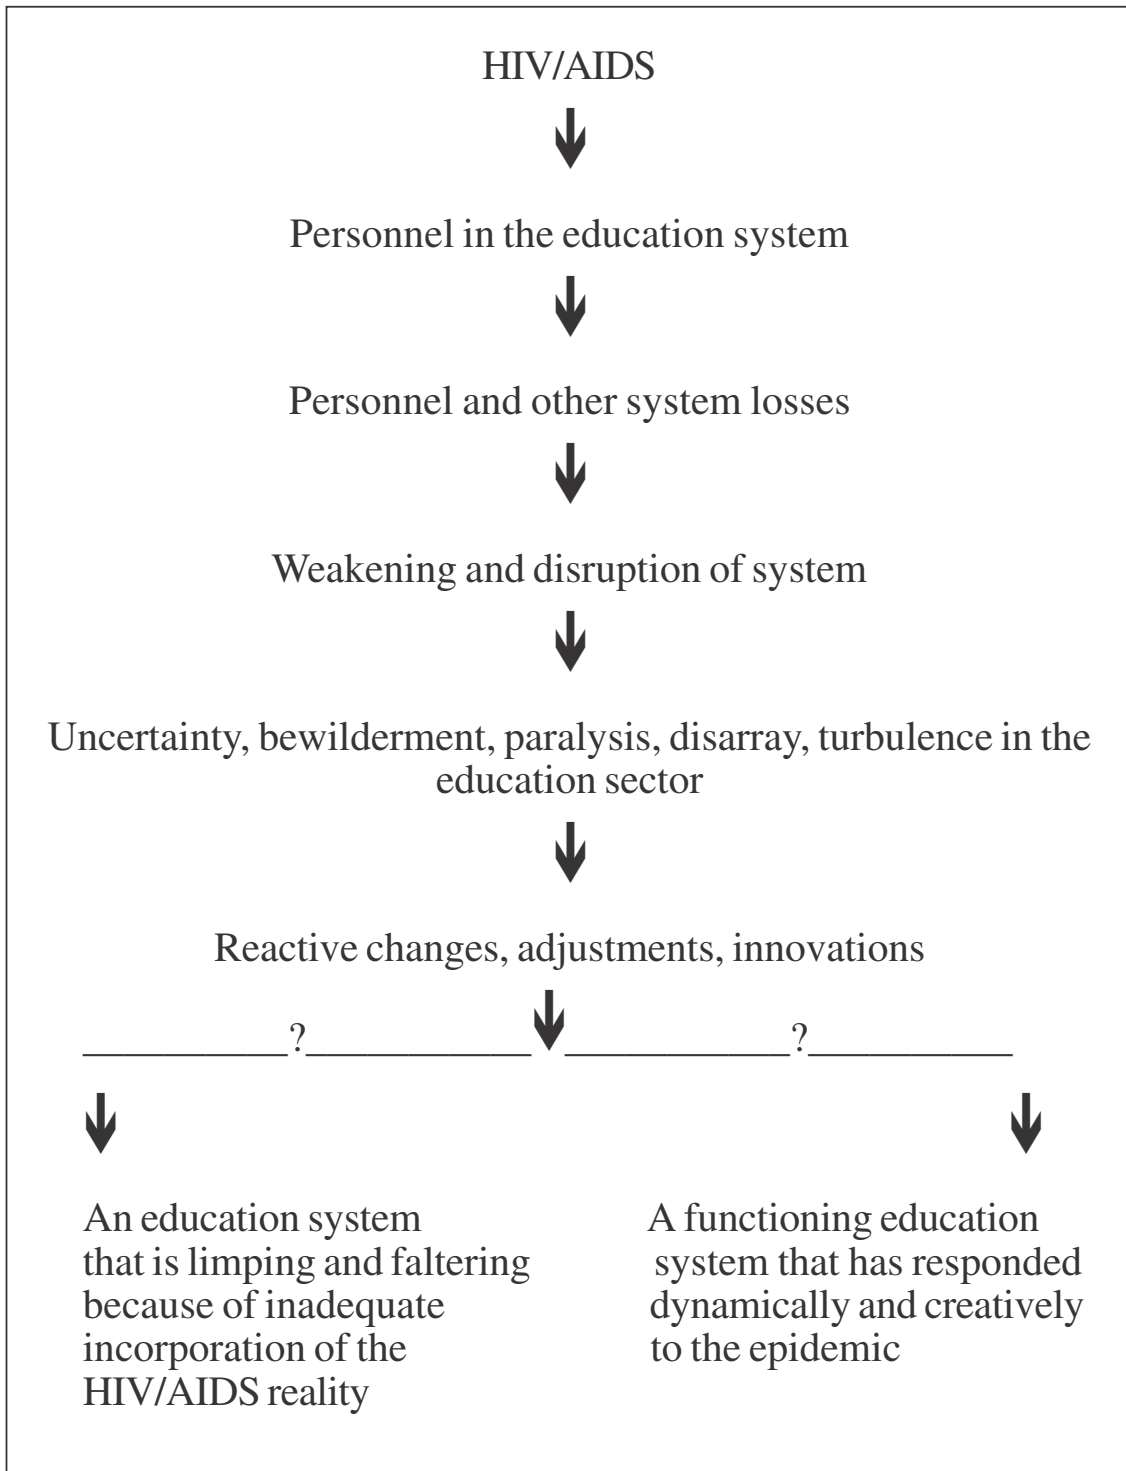 HIV/AIDS
Personnel in the education system
Personnel and other system losses
Weakening and disruption of system
Uncertainty, bewilderment, paralysis, disarray, turbulence in the
education sector
Reactive changes, adjustments, innovations
__________?___________ ___________?__________
An education system
that is limping and faltering
because of inadequate
incorporation of the
HIV/AIDS reality
A functioning education
system that has responded
dynamically and creatively
to the epidemic